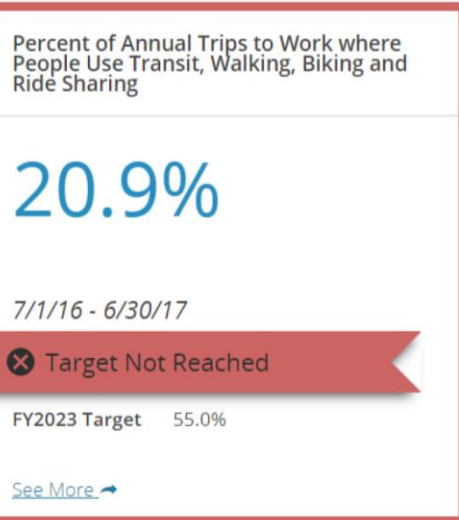 Percent of Annual Trips to Work where
People Use Transit, Walking, Biking and
Ride Sharing
20.9%
7/1/16 - 6/30/17
Target Not Reached
FY2023 Target 55.0%
See More